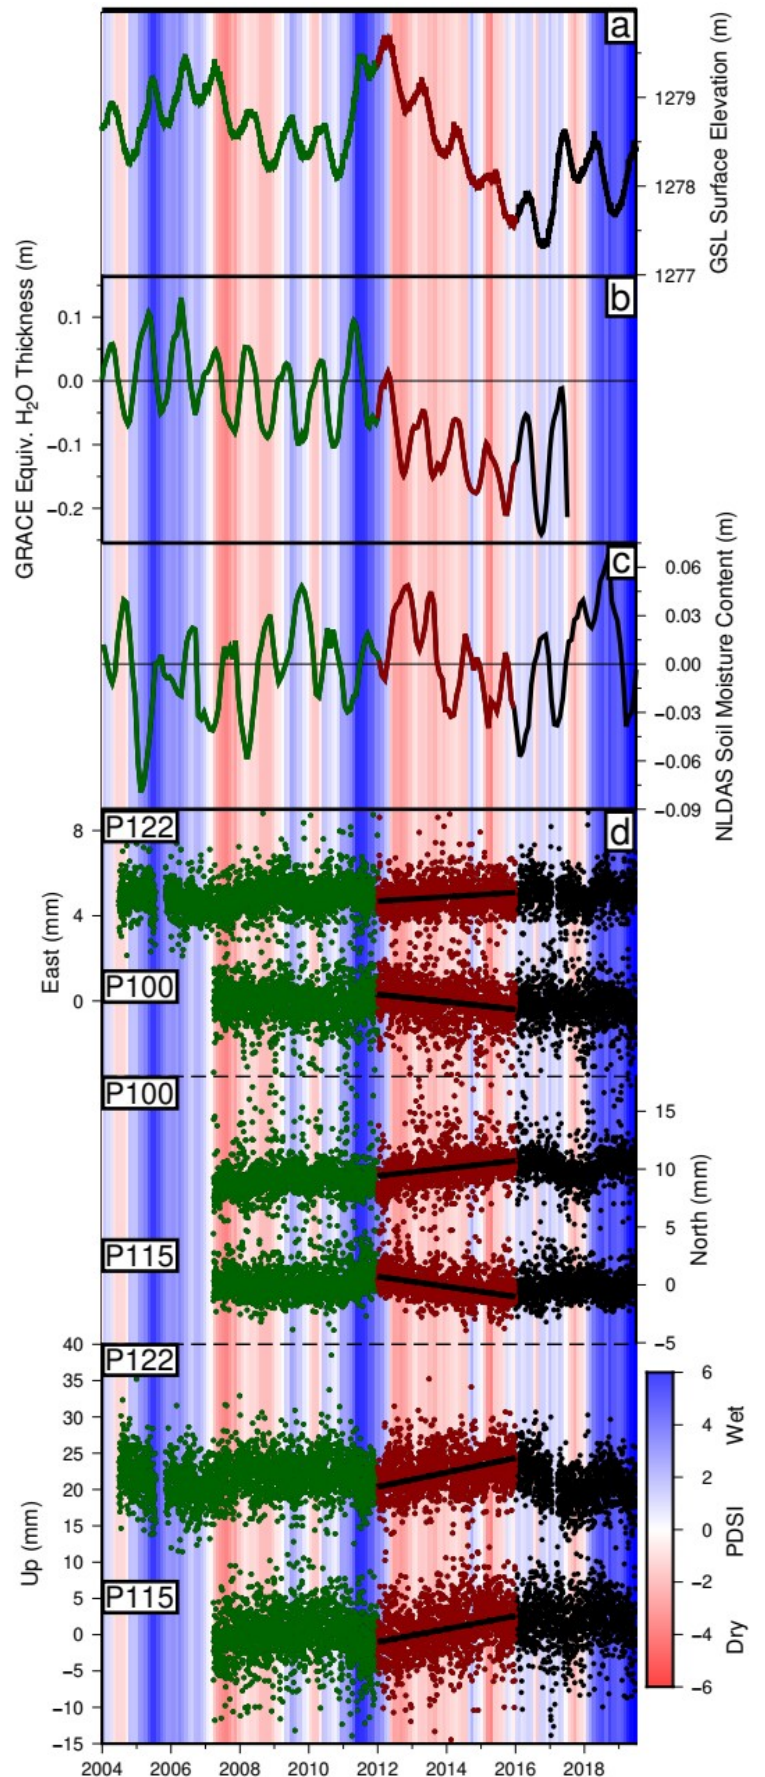 a
1279
1278
1277
GSL Surface Elevation (m)
b
0.1
0.0
−0.1
−0.2
GRACE Equiv. H2O Thickness (m)
c
0.06
0.03
0.00
−0.03
−0.06
−0.09
NLDAS Soil Moisture Content (m)
P122
d
8
4
0
East (mm)
P100
P100
15
10
5
0
−5
North (mm)
P115
P122
40
35
30
25
20
15
10
5
0
−5
−10
−15
Up (mm)
P115
6
4
2
0
−2
−4
−6
Wet
PDSI
Dry
2004 2006 2008 2010 2012 2014 2016 2018